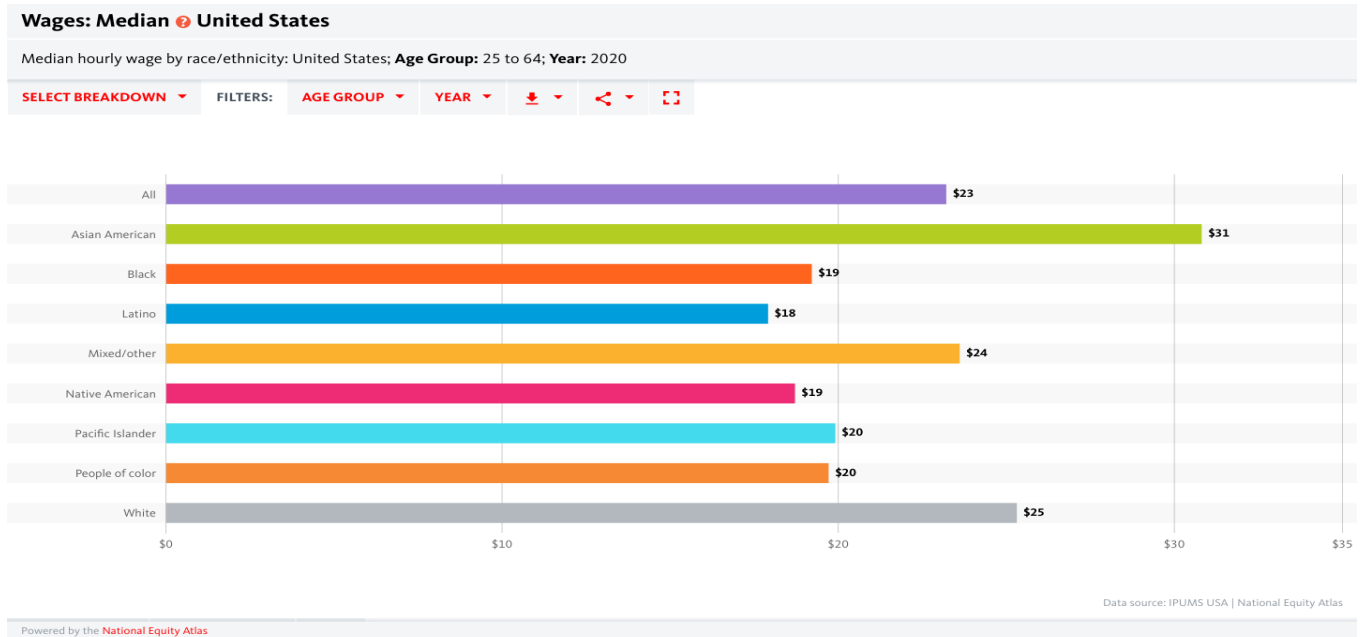 Wages: Median ? United States
Median hourly wage by race/ethnicity: United States; Age Group: 25 to 64; Year: 2020
SELECT BREAKDOWN FILTERS: AGE GROUP YEAR
All $23
Asian American $31
Black $19
Latino $18
Mixed/other $24
Native American $19
Pacific Islander $20
People of color $20
White $25
$0 $10 $20 $30 $35
Data source: IPUMS USA | National Equity Atlas
Powered by the National Equity Atlas